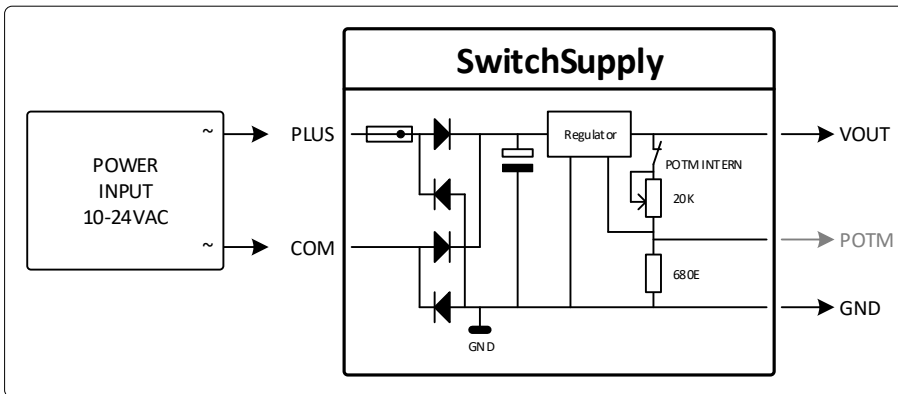 SwitchSupply
~
PLUS
Regulator
VOUT
POWER
INPUT
10-24VAC
POTM INTERN
20K
~
COM
POTM
680E
GND
GND